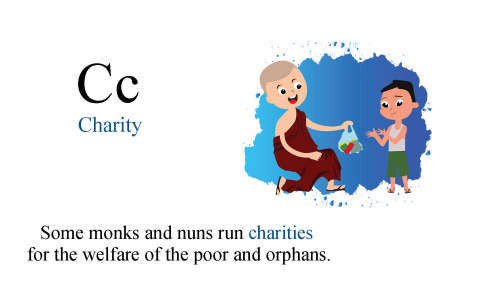 Cc
Charity
Some monks and nuns run charities
for the welfare of the poor and orphans.